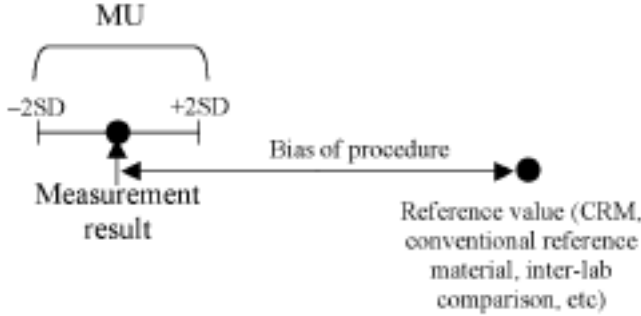 MU
–2SD +2SD
Bias of procedure
Measurement
result
Reference value (CRM,
conventional reference
material, inter-lab
comparison, etc)